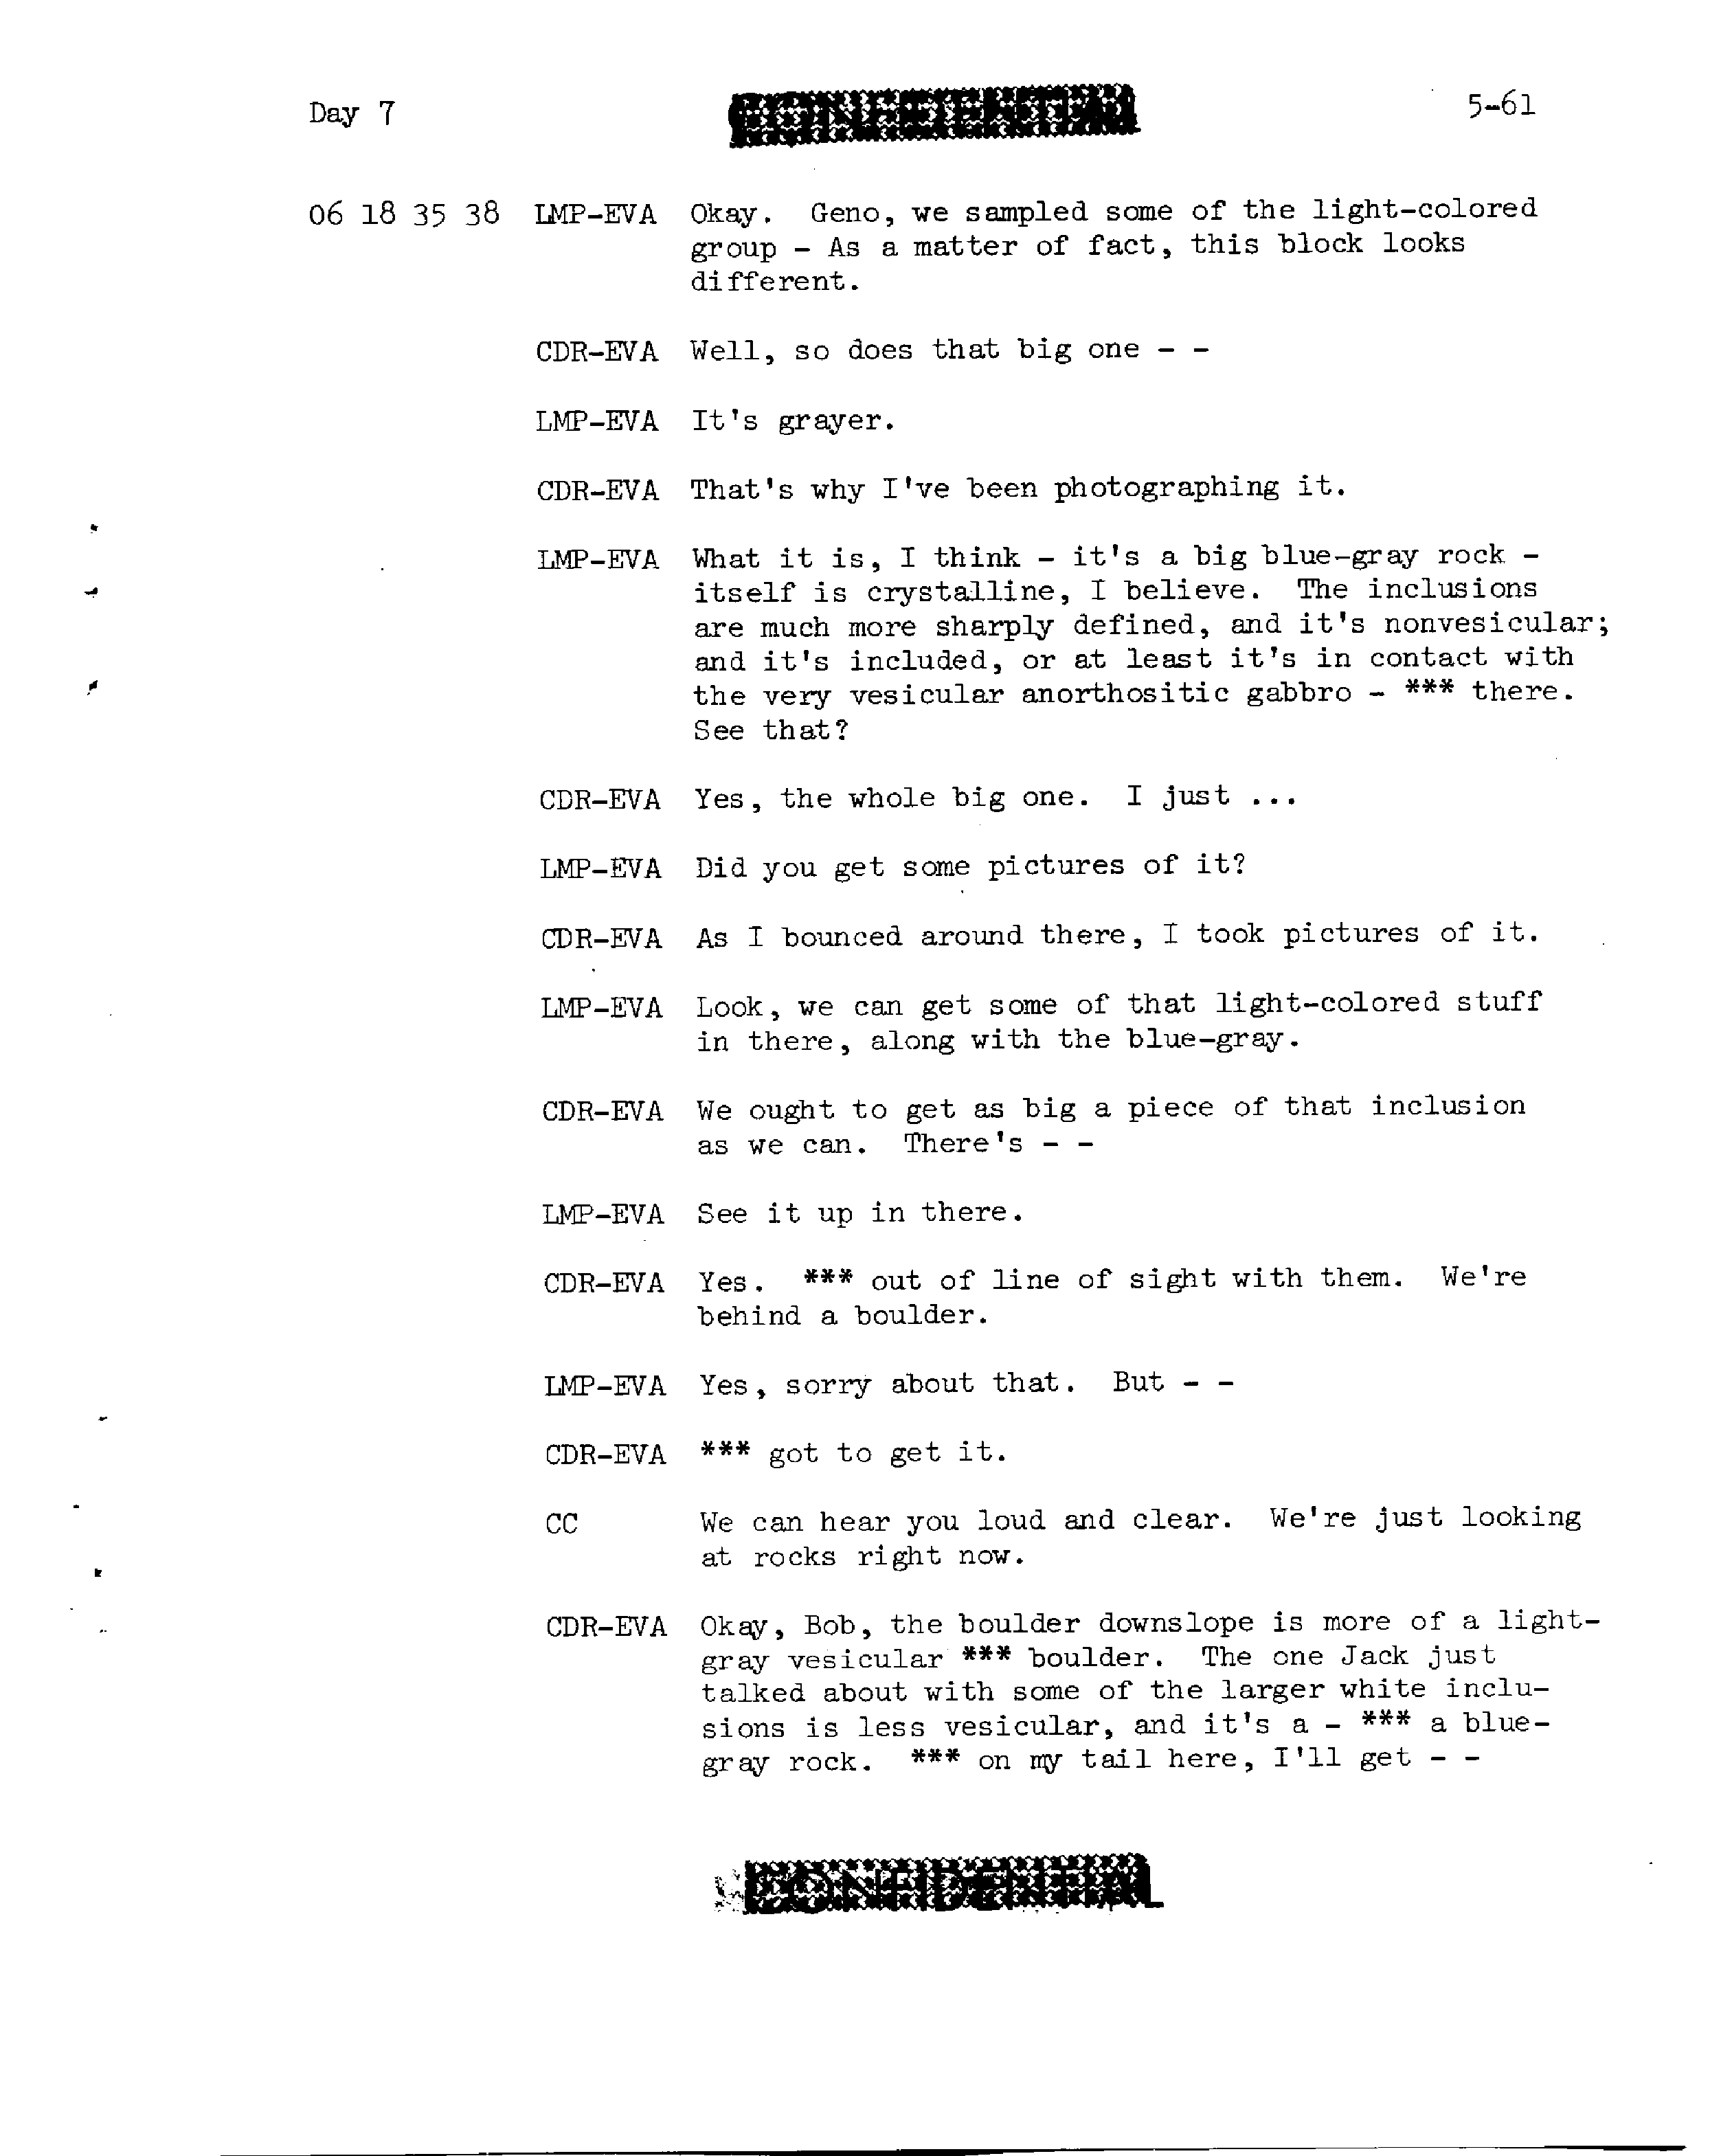 Day 7
CONFIDENTIAL
5-61
06 18 35 38 LMP-EVA Okay. Geno, we sampled some of the light-colored
group - As a matter of fact, this block looks
different.
CDR-EVA Well, so does that big one - -
LMP-EVA It's grayer.
CDR-EVA That's why I've been photographing it.
LMP-EVA What it is, I think - it's a big blue-gray rock -
itself is crystalline, I believe. The inclusions
are much more sharply defined, and it's nonvesicular;
and it's included, or at least it's in contact with
the very vesicular anorthositic gabbro - *** there.
See that?
CDR-EVA Yes, the whole big one. I just ...
LMP-EVA Did you get some pictures of it?
CDR-EVA As I bounced around there, I took pictures of it.
LMP-EVA Look, we can get some of that light-colored stuff
in there, along with the blue-gray.
CDR-EVA We ought to get as big a piece of that inclusion
as we can. There's - -
LMP-EVA See it up in there.
CDR-EVA Yes. *** out of line of sight with them. We're
behind a boulder.
LMP-EVA Yes, sorry about that. But - -
CDR-EVA *** got to get it.
CC We can hear you loud and clear. We're just looking
at rocks right now.
CDR-EVA Okay, Bob, the boulder downslope is more of a light-
gray vesicular *** boulder. The one Jack just
talked about with some of the larger white inclu-
sions is less vesicular, and it's a - *** a blue-
gray rock. *** on my tail here, I'll get - -
CONFIDENTIAL